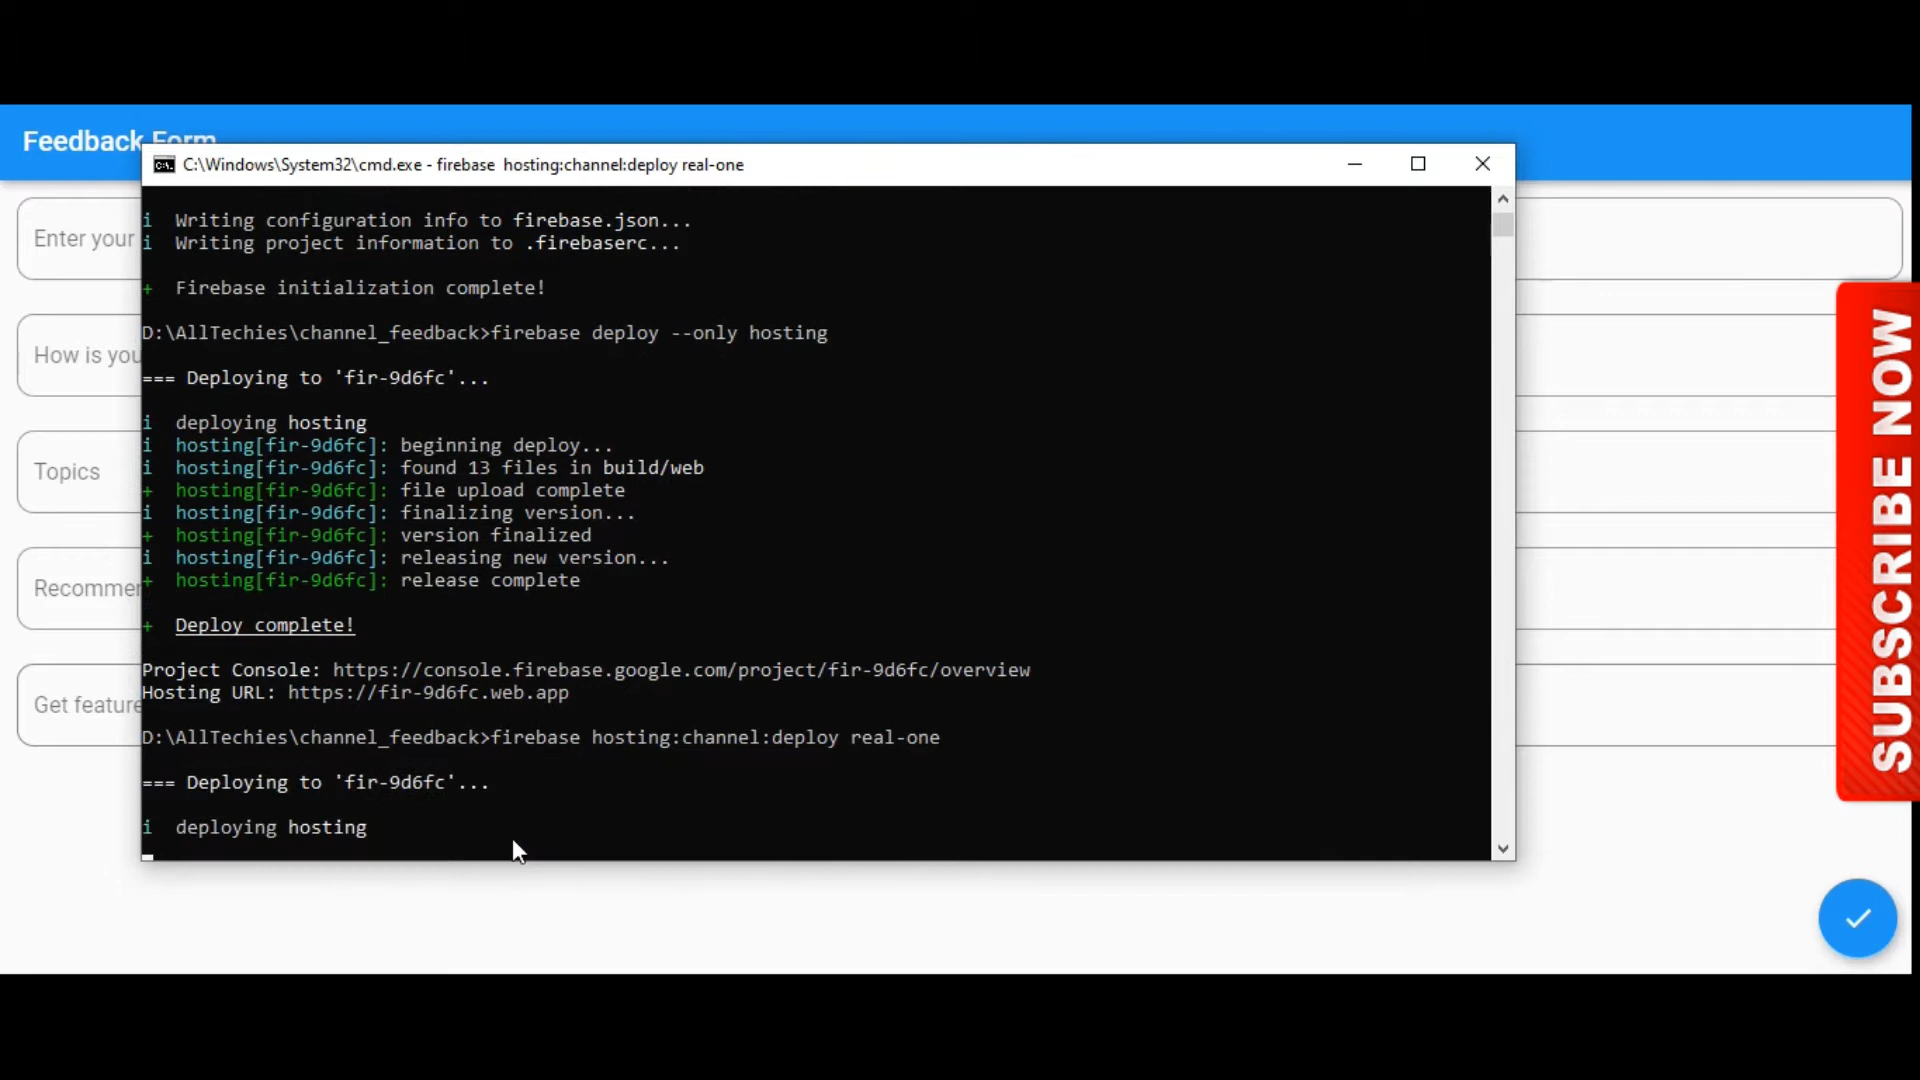 Feedback Form
C:\Windows\System32\cmd.exe - firebase  hosting:channel:deploy real-one
Enter your
How is you
Topics
Recommen
Get feature
i  Writing configuration info to firebase.json...
i  Writing project information to .firebaserc...
+  Firebase initialization complete!
D:\AllTechies\channel_feedback>firebase deploy --only hosting
=== Deploying to 'fir-9d6fc'...
i  deploying hosting
i  hosting[fir-9d6fc]: beginning deploy...
i  hosting[fir-9d6fc]: found 13 files in build/web
+  hosting[fir-9d6fc]: file upload complete
i  hosting[fir-9d6fc]: finalizing version...
+  hosting[fir-9d6fc]: version finalized
i  hosting[fir-9d6fc]: releasing new version...
+  hosting[fir-9d6fc]: release complete
+  Deploy complete!
Project Console: https://console.firebase.google.com/project/fir-9d6fc/overview
Hosting URL: https://fir-9d6fc.web.app
D:\AllTechies\channel_feedback>firebase hosting:channel:deploy real-one
=== Deploying to 'fir-9d6fc'...
i  deploying hosting
SUBSCRIBE NOW